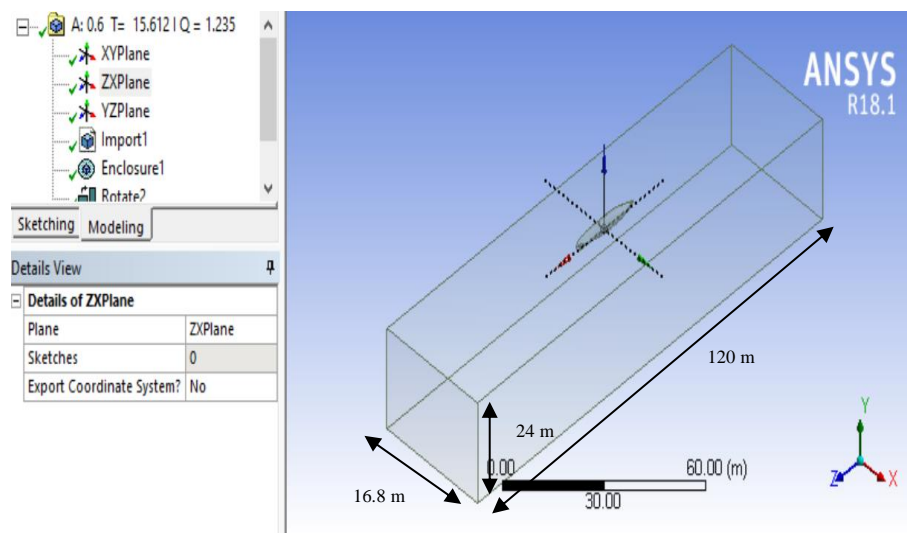 A: 0.6 T= 15.612 l Q = 1.235
XYPlane
ZXPlane
YZPlane
Import1
Enclosure1
Rotate2
Sketching Modeling
Details View
Details of ZXPlane
Plane ZXPlane
Sketches 0
Export Coordinate System? No
ANSYS
R18.1
120 m
24 m
16.8 m
0.00 60.00 (m)
30.00
Y
Z X